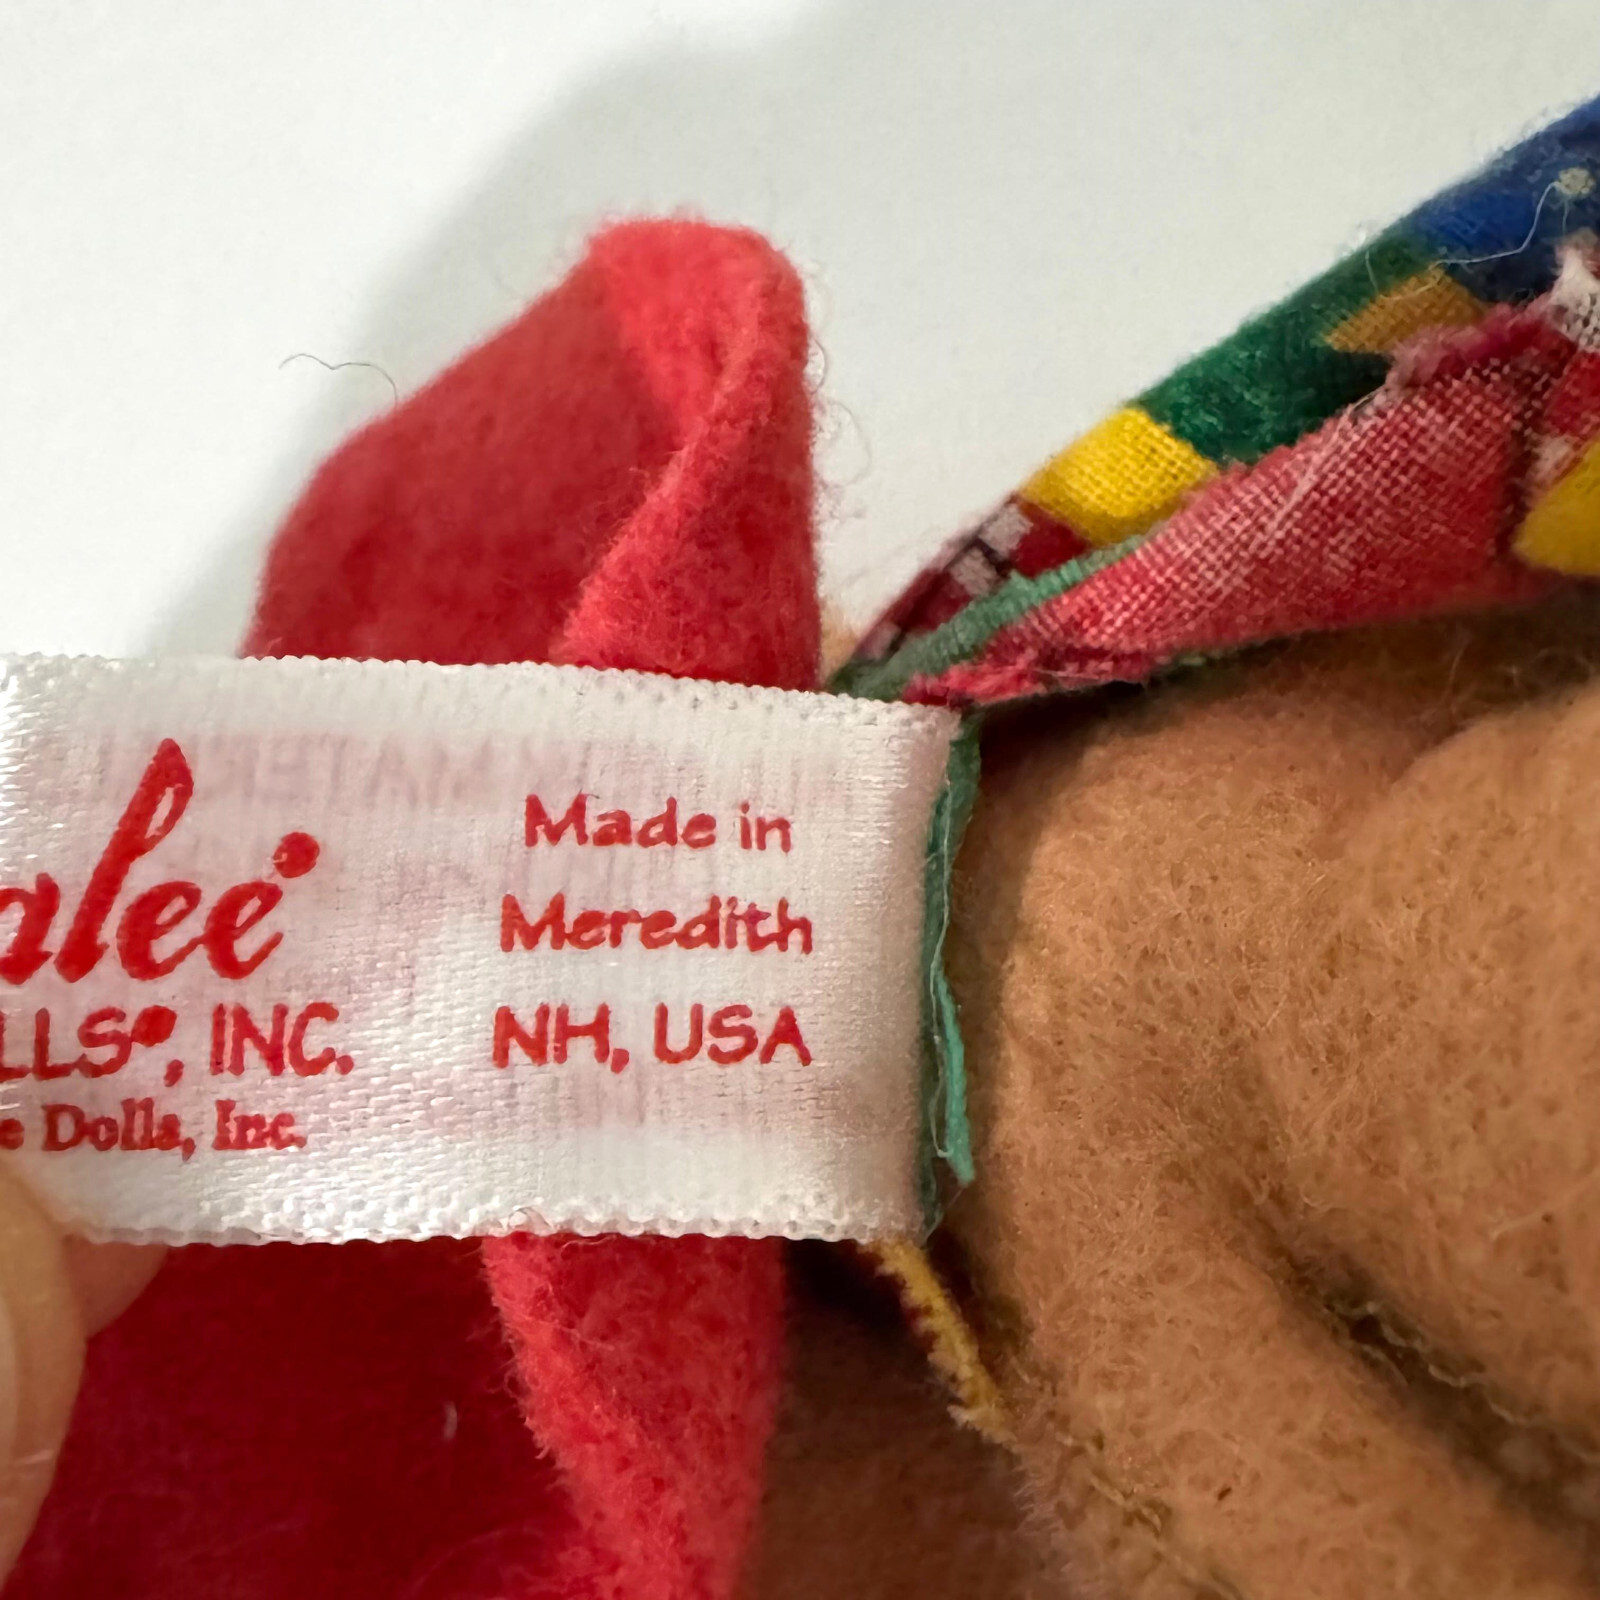 alee®
LLS®, INC.
e Dolls, Inc.
Made in
Meredith
NH, USA